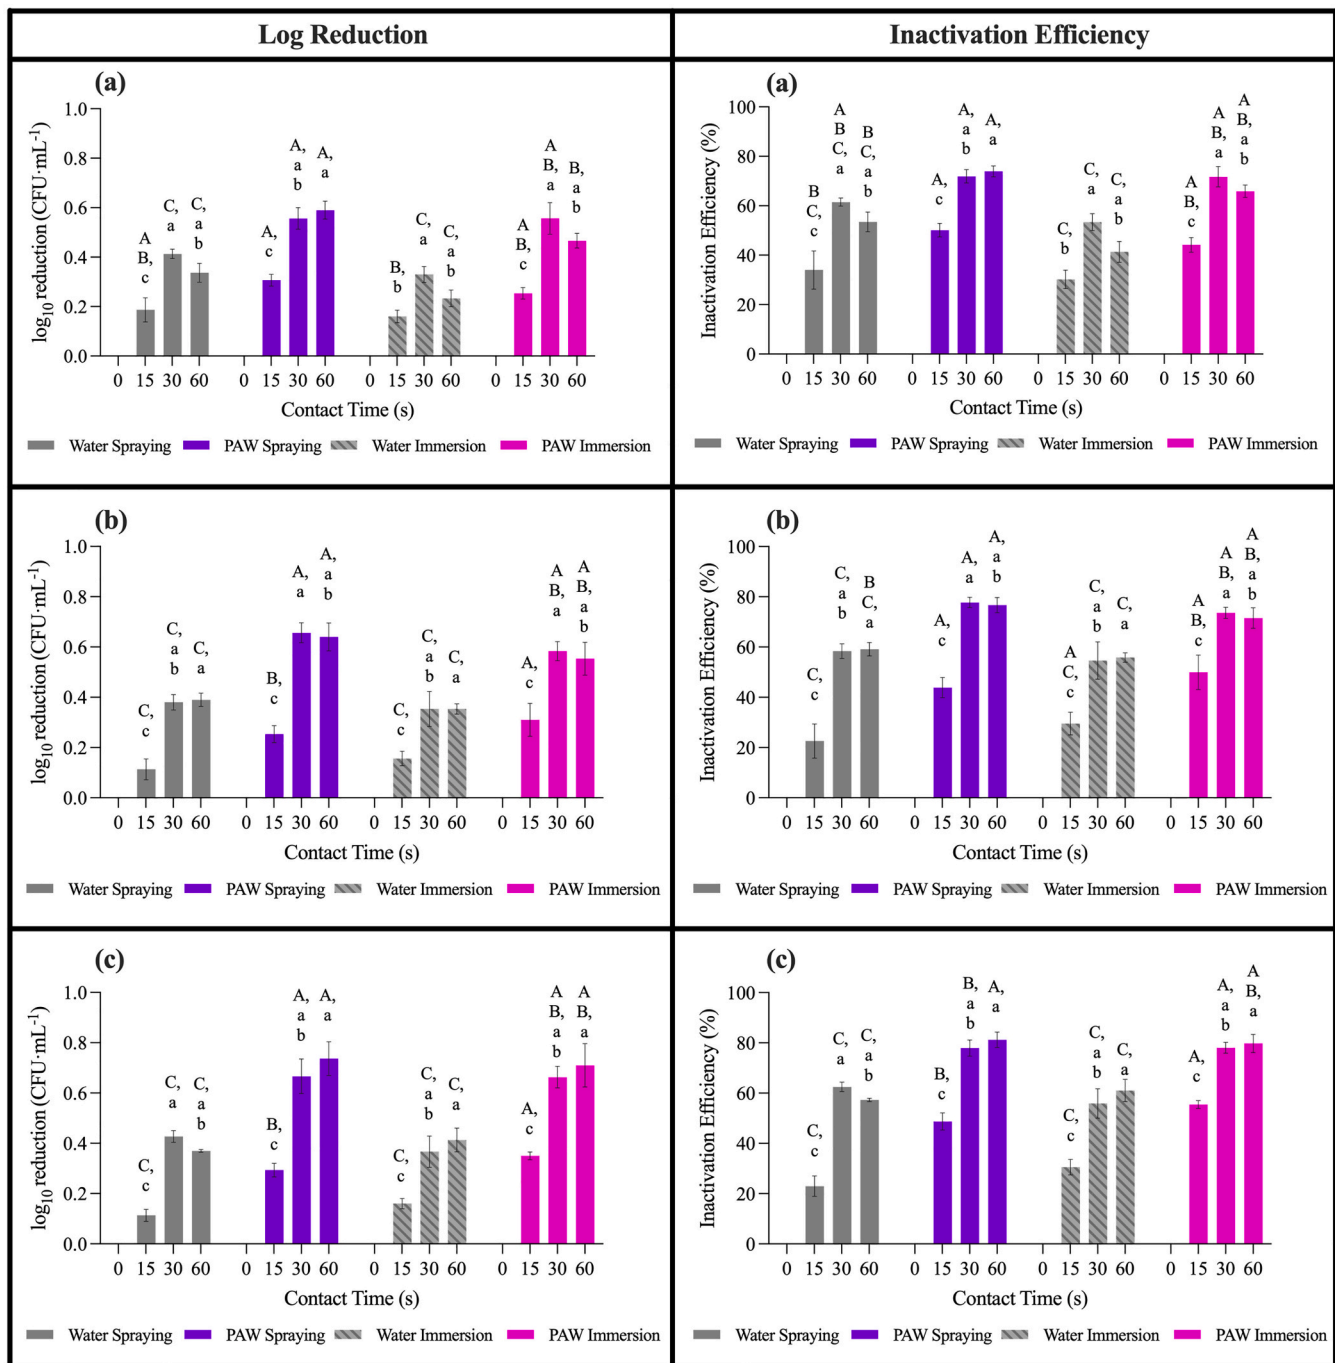 Log Reduction
Inactivation Efficiency
(a)
log₁₀ reduction (CFU·mL⁻¹)
1.0
0.8
0.6
0.4
0.2
0.0
A
B,
c
C,
a
C,
a
b
A,
c
A,
a
b
A,
a
B,
b
C,
a
C,
a
b
A
B,
c
A
B,
a
B,
a
b
0 15 30 60 0 15 30 60 0 15 30 60 0 15 30 60
Contact Time (s)
Water Spraying PAW Spraying Water Immersion PAW Immersion
(a)
Inactivation Efficiency (%)
100
80
60
40
20
0
B
C,
c
A
B
C,
a
B
C,
a
b
A,
c
A,
a
b
A,
a
C,
b
C,
a
C,
a
b
A
B,
c
A
B,
a
A
B,
a
b
0 15 30 60 0 15 30 60 0 15 30 60 0 15 30 60
Contact Time (s)
Water Spraying PAW Spraying Water Immersion PAW Immersion
(b)
log₁₀ reduction (CFU·mL⁻¹)
1.0
0.8
0.6
0.4
0.2
0.0
C,
c
C,
a
b
C,
a
B,
c
A,
a
A,
a
b
C,
c
C,
a
b
C,
a
A,
c
A
B,
a
A
B,
a
b
0 15 30 60 0 15 30 60 0 15 30 60 0 15 30 60
Contact Time (s)
Water Spraying PAW Spraying Water Immersion PAW Immersion
(b)
Inactivation Efficiency (%)
100
80
60
40
20
0
C,
c
C,
a
b
B
C,
a
A,
c
A,
a
A,
a
b
A
C,
c
C,
a
b
C,
a
A
B,
c
A
B,
a
A
B,
a
b
0 15 30 60 0 15 30 60 0 15 30 60 0 15 30 60
Contact Time (s)
Water Spraying PAW Spraying Water Immersion PAW Immersion
(c)
log₁₀ reduction (CFU·mL⁻¹)
1.0
0.8
0.6
0.4
0.2
0.0
C,
c
C,
a
C,
a
b
B,
c
A,
a
b
A,
a
C,
c
C,
a
b
C,
a
A,
c
A
B,
a
b
A
B,
a
0 15 30 60 0 15 30 60 0 15 30 60 0 15 30 60
Contact Time (s)
Water Spraying PAW Spraying Water Immersion PAW Immersion
(c)
Inactivation Efficiency (%)
100
80
60
40
20
0
C,
c
C,
a
C,
a
b
B,
c
B,
a
b
A,
a
C,
c
C,
a
b
C,
a
A,
c
A,
a
b
A
B,
a
0 15 30 60 0 15 30 60 0 15 30 60 0 15 30 60
Contact Time (s)
Water Spraying PAW Spraying Water Immersion PAW Immersion